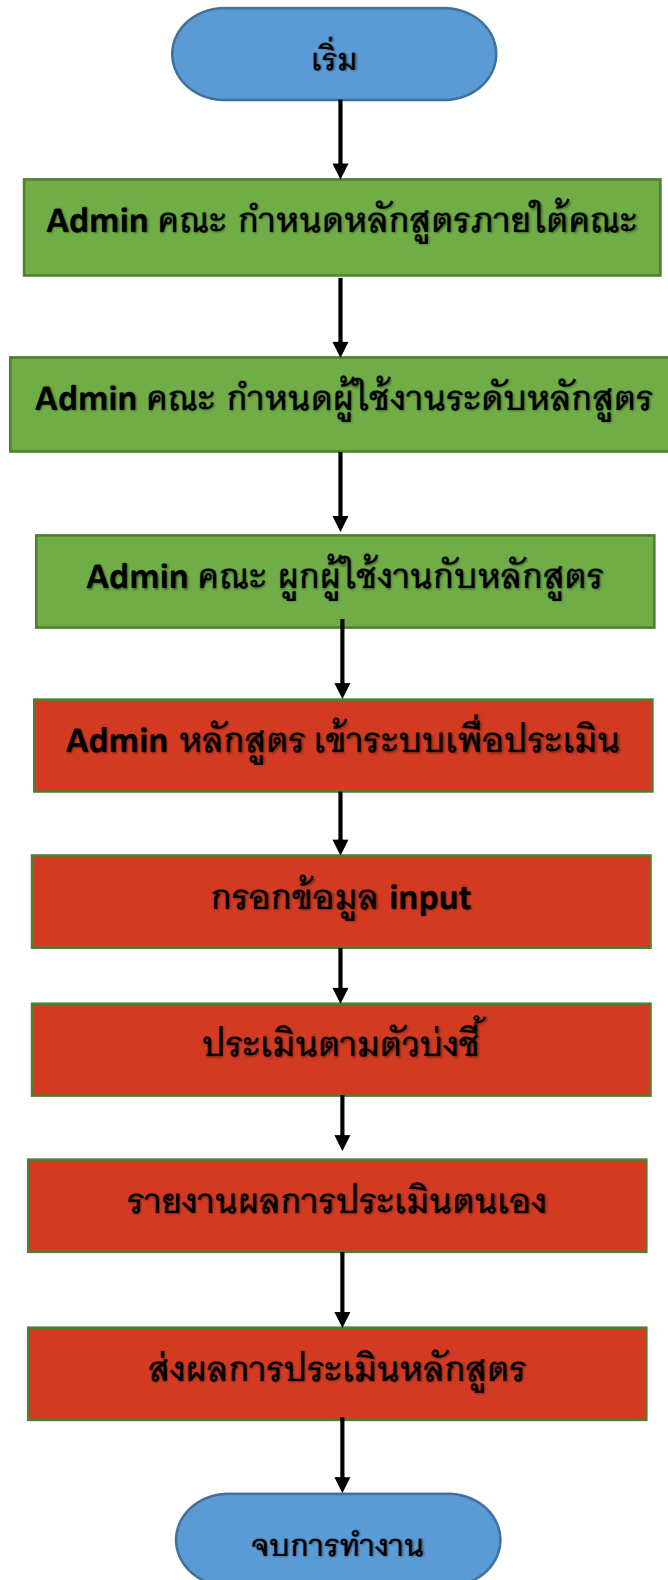 เริ่ม
Admin คณะ กำหนดหลักสูตรภายใต้คณะ
Admin คณะ กำหนดผู้ใช้งานระดับหลักสูตร
Admin คณะ ผูกผู้ใช้งานกับหลักสูตร
Admin หลักสูตร เข้าระบบเพื่อประเมิน
กรอกข้อมูล input
ประเมินตามตัวบ่งชี้
รายงานผลการประเมินตนเอง
ส่งผลการประเมินหลักสูตร
จบการทำงาน